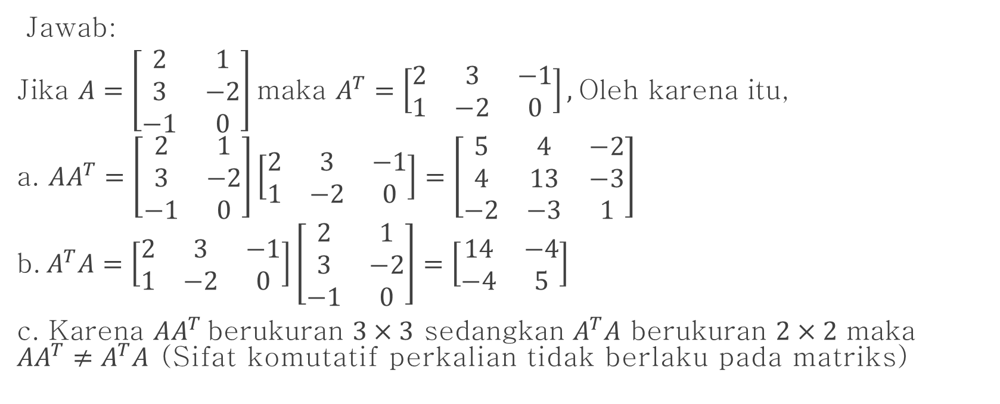 Jawab:
Jika $A = \begin{bmatrix} 2 & 1 \\ 3 & -2 \\ -1 & 0 \end{bmatrix}$ maka $A^T = \begin{bmatrix} 2 & 3 & -1 \\ 1 & -2 & 0 \end{bmatrix}$, Oleh karena itu,
a. $AA^T = \begin{bmatrix} 2 & 1 \\ 3 & -2 \\ -1 & 0 \end{bmatrix} \begin{bmatrix} 2 & 3 & -1 \\ 1 & -2 & 0 \end{bmatrix} = \begin{bmatrix} 5 & 4 & -2 \\ 4 & 13 & -3 \\ -2 & -3 & 1 \end{bmatrix}$
b. $A^T A = \begin{bmatrix} 2 & 3 & -1 \\ 1 & -2 & 0 \end{bmatrix} \begin{bmatrix} 2 & 1 \\ 3 & -2 \\ -1 & 0 \end{bmatrix} = \begin{bmatrix} 14 & -4 \\ -4 & 5 \end{bmatrix}$
c. Karena $AA^T$ berukuran $3 \times 3$ sedangkan $A^T A$ berukuran $2 \times 2$ maka
$AA^T \neq A^T A$ (Sifat komutatif perkalian tidak berlaku pada matriks)